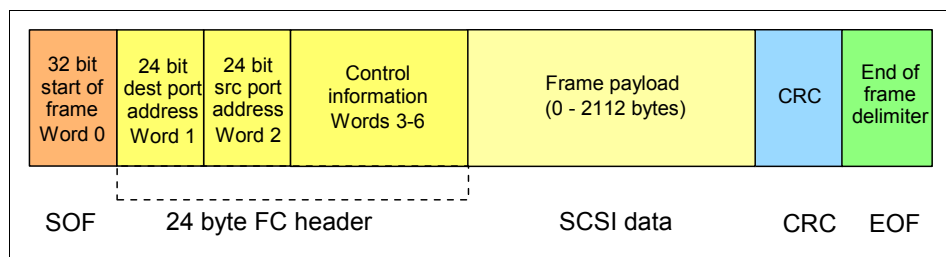 32 bit
start of
frame
Word 0
24 bit
dest port
address
Word 1
24 bit
src port
address
Word 2
Control
information
Words 3-6
Frame payload
(0 - 2112 bytes)
CRC
End of
frame
delimiter
SOF
24 byte FC header
SCSI data
CRC
EOF